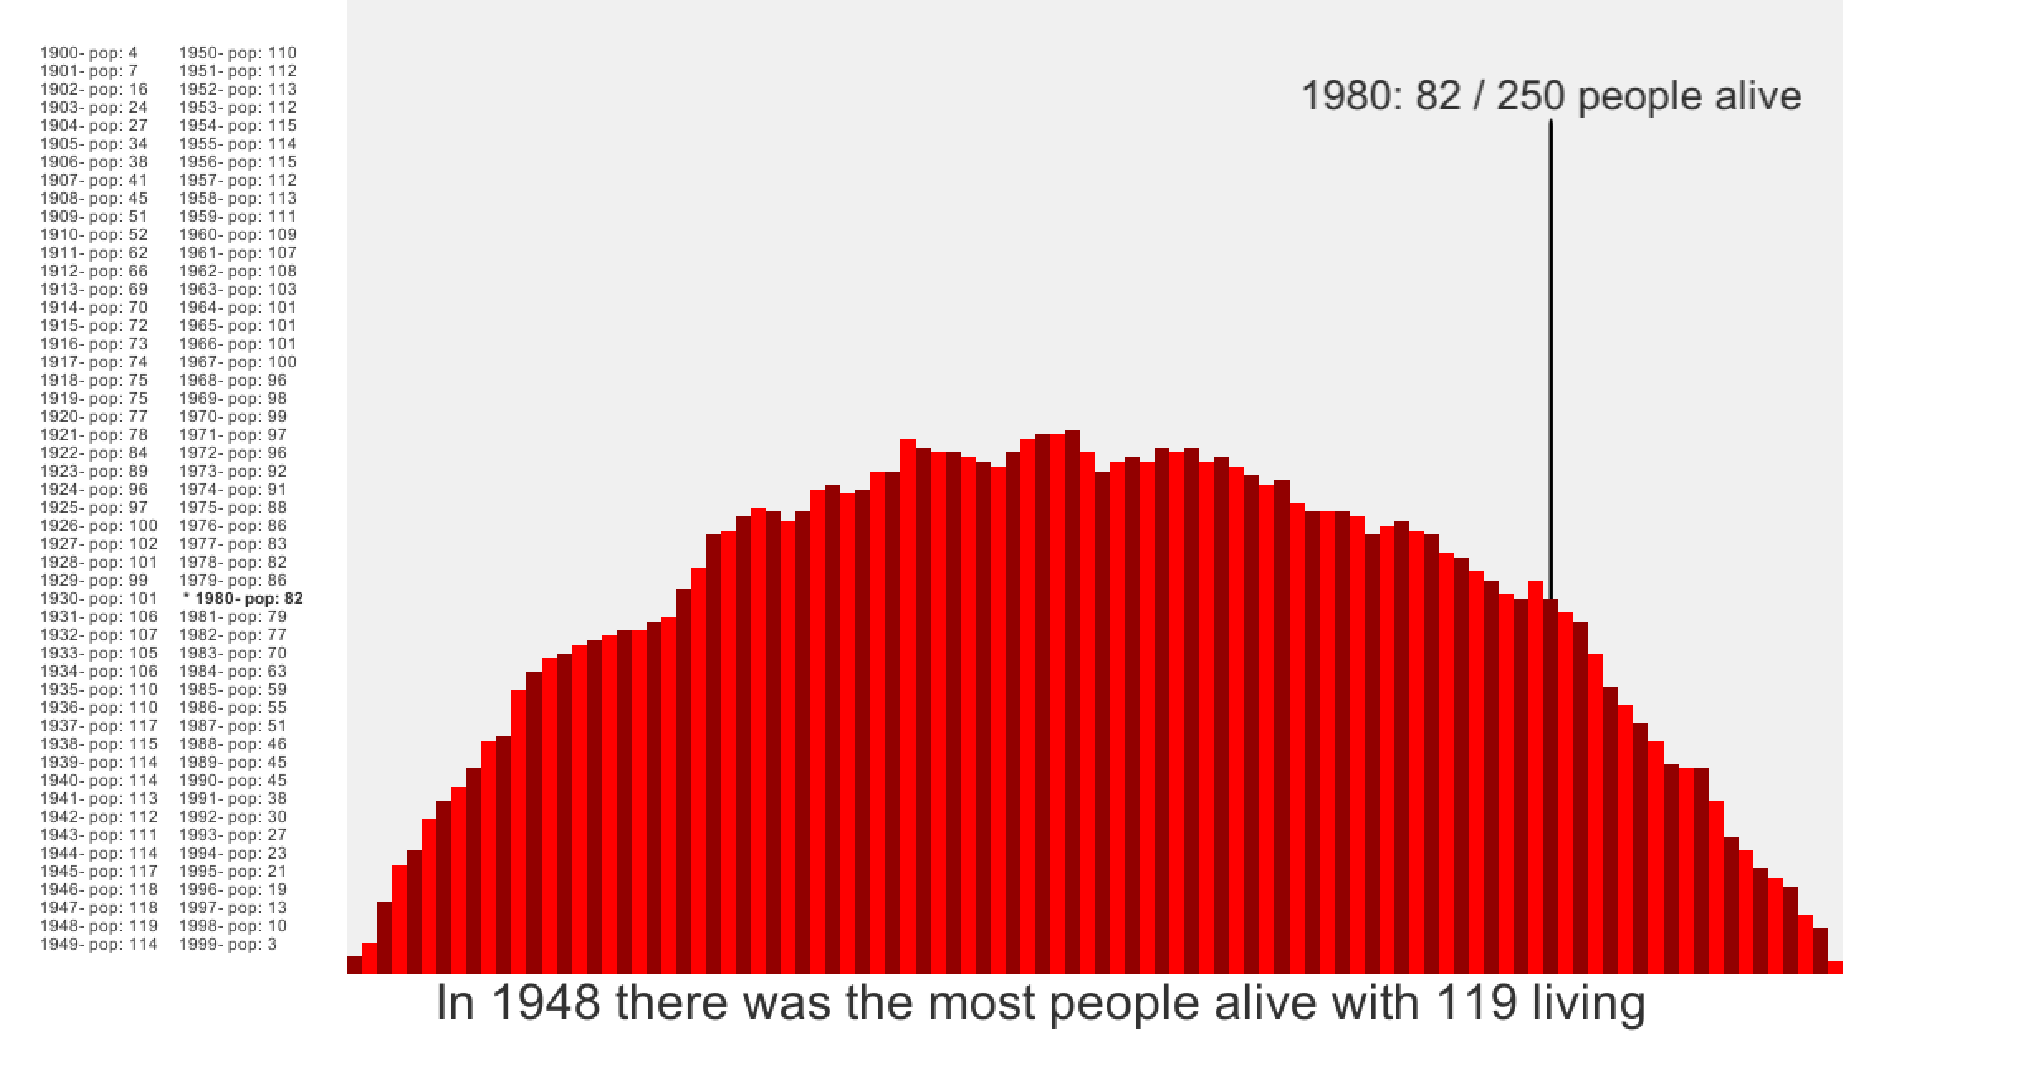 1900- pop: 4
1901- pop: 7
1902- pop: 16
1903- pop: 24
1904- pop: 27
1905- pop: 34
1906- pop: 38
1907- pop: 41
1908- pop: 45
1909- pop: 51
1910- pop: 52
1911- pop: 62
1912- pop: 66
1913- pop: 69
1914- pop: 70
1915- pop: 72
1916- pop: 73
1917- pop: 74
1918- pop: 75
1919- pop: 75
1920- pop: 77
1921- pop: 78
1922- pop: 84
1923- pop: 89
1924- pop: 96
1925- pop: 97
1926- pop: 100
1927- pop: 102
1928- pop: 101
1929- pop: 99
1930- pop: 101
1931- pop: 106
1932- pop: 107
1933- pop: 105
1934- pop: 106
1935- pop: 110
1936- pop: 110
1937- pop: 117
1938- pop: 115
1939- pop: 114
1940- pop: 114
1941- pop: 113
1942- pop: 112
1943- pop: 111
1944- pop: 114
1945- pop: 117
1946- pop: 118
1947- pop: 118
1948- pop: 119
1949- pop: 114
1950- pop: 110
1951- pop: 112
1952- pop: 113
1953- pop: 112
1954- pop: 115
1955- pop: 114
1956- pop: 115
1957- pop: 112
1958- pop: 113
1959- pop: 111
1960- pop: 109
1961- pop: 107
1962- pop: 108
1963- pop: 103
1964- pop: 101
1965- pop: 101
1966- pop: 101
1967- pop: 100
1968- pop: 96
1969- pop: 98
1970- pop: 99
1971- pop: 97
1972- pop: 96
1973- pop: 92
1974- pop: 91
1975- pop: 88
1976- pop: 86
1977- pop: 83
1978- pop: 82
1979- pop: 86
* 1980- pop: 82
1981- pop: 79
1982- pop: 77
1983- pop: 70
1984- pop: 63
1985- pop: 59
1986- pop: 55
1987- pop: 51
1988- pop: 46
1989- pop: 45
1990- pop: 45
1991- pop: 38
1992- pop: 30
1993- pop: 27
1994- pop: 23
1995- pop: 21
1996- pop: 19
1997- pop: 13
1998- pop: 10
1999- pop: 3
1980: 82 / 250 people alive
In 1948 there was the most people alive with 119 living